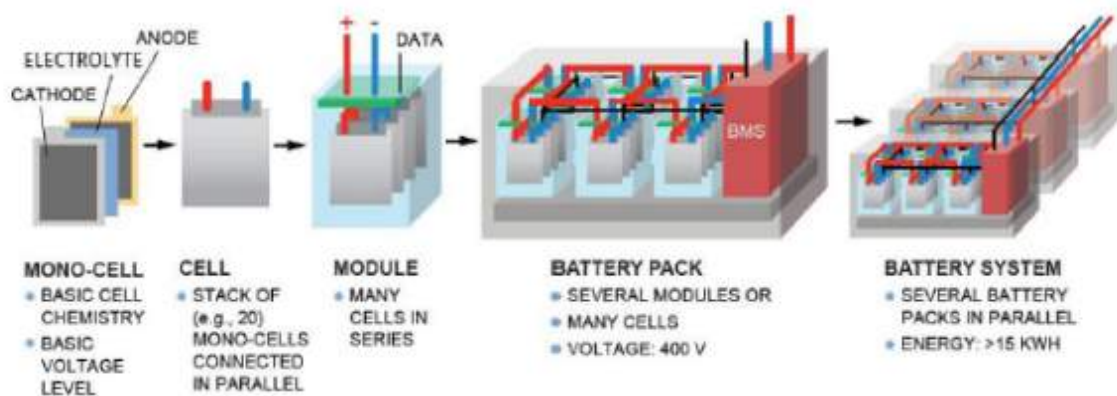 ANODE
ELECTROLYTE
CATHODE
+ -
DATA
BMS
MONO-CELL
BASIC CELL
CHEMISTRY
BASIC
VOLTAGE
LEVEL
CELL
STACK OF
(e.g., 20)
MONO-CELLS
CONNECTED
IN PARALLEL
MODULE
MANY
CELLS IN
SERIES
BATTERY PACK
SEVERAL MODULES OR
MANY CELLS
VOLTAGE: 400 V
BATTERY SYSTEM
SEVERAL BATTERY
PACKS IN PARALLEL
ENERGY: >15 KWH